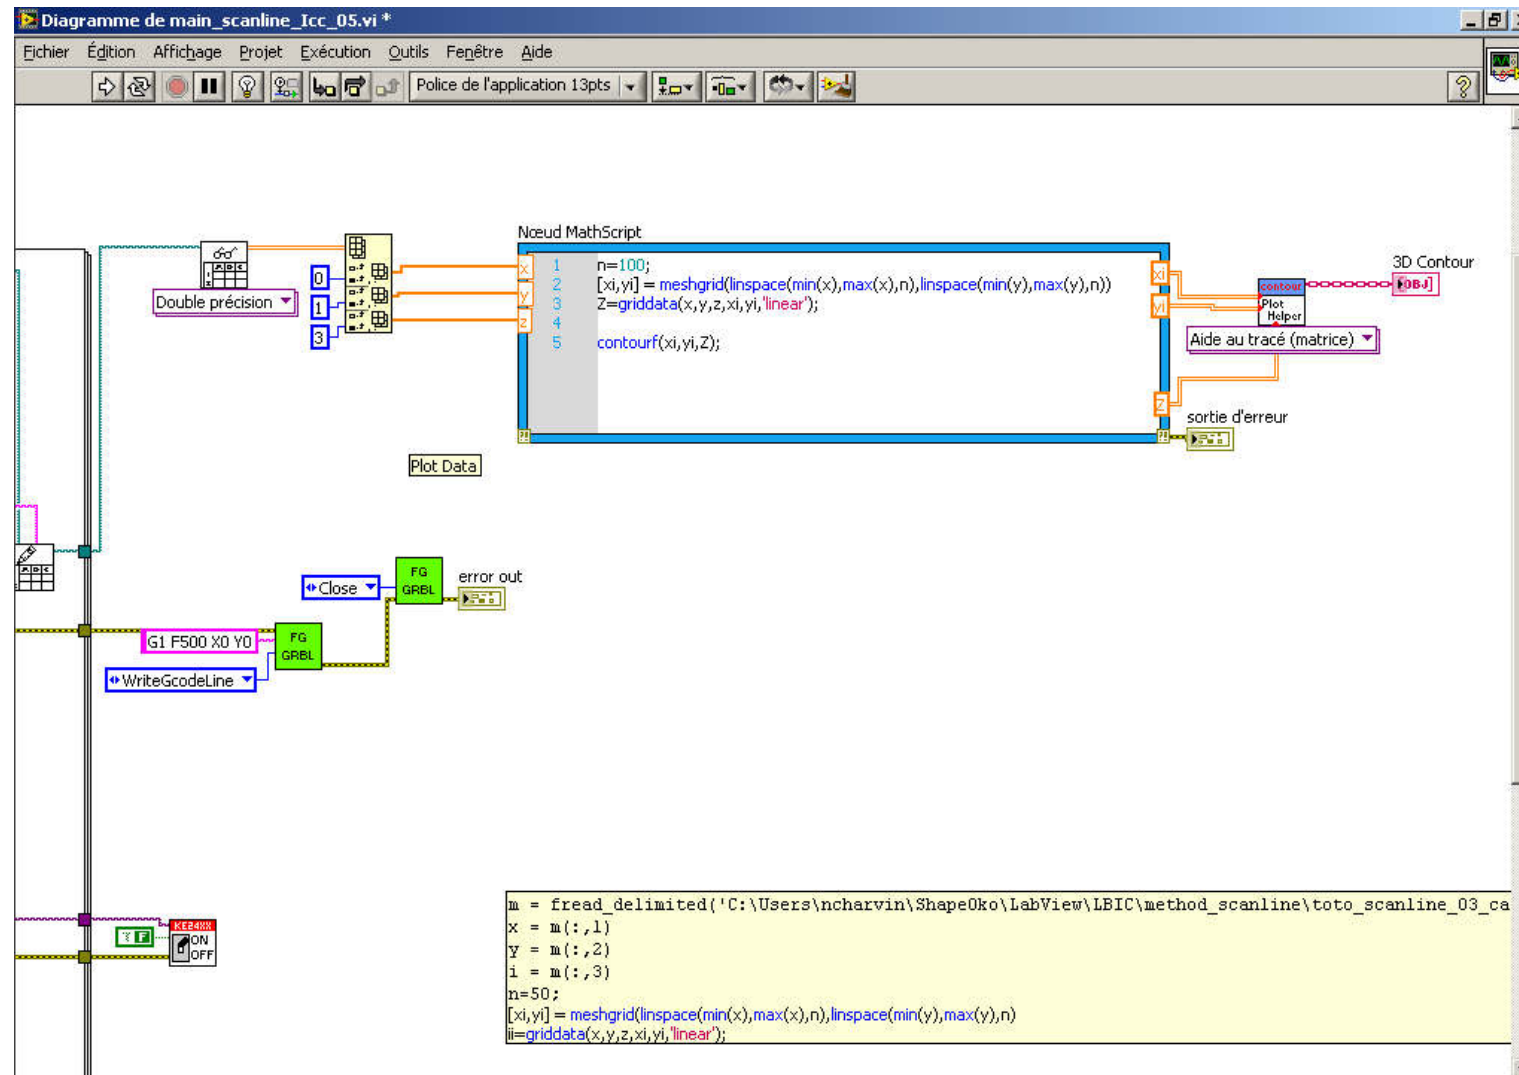 Diagramme de main_scanline_Icc_05.vi *
Fichier Édition Affichage Projet Exécution Outils Fenêtre Aide
Police de l'application 13pts
Nœud MathScript
3D Contour
Double précision
0
1
3
x
y
z
1 n=100;
2 [xi,yi] = meshgrid(linspace(min(x),max(x),n),linspace(min(y),max(y),n))
3 Z=griddata(x,y,z,xi,yi,'linear');
4
5 contourf(xi,yi,Z);
xi
yi
Z
contour
Plot
Helper
OBJ
Aide au tracé (matrice)
sortie d'erreur
Plot Data
Close
FG
GRBL
error out
G1 F500 X0 Y0
FG
GRBL
WriteGcodeLine
F
KE24XX
ON
OFF
m = fread_delimited('C:\Users\ncharvin\ShapeOko\LabView\LBIC\method_scanline\toto_scanline_03_ca
x = m(:,1)
y = m(:,2)
i = m(:,3)
n=50;
[xi,yi] = meshgrid(linspace(min(x),max(x),n),linspace(min(y),max(y),n)
ii=griddata(x,y,z,xi,yi,'linear');